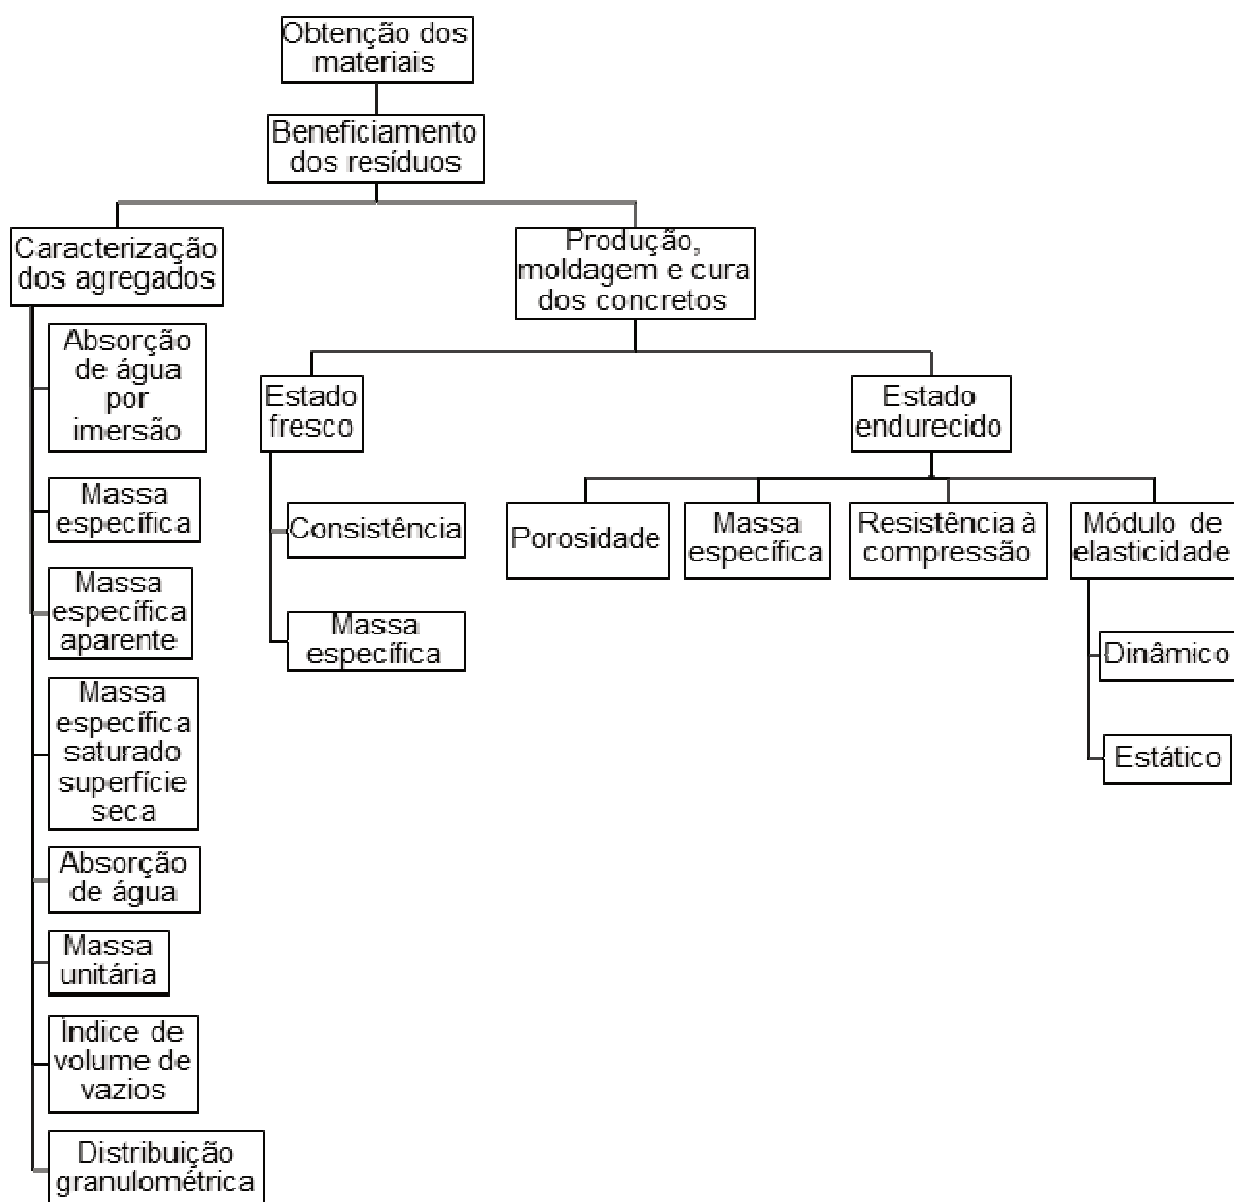 Obtenção dos
materiais
Beneficiamento
dos resíduos
Caracterização
dos agregados
Absorção
de água
por
imersão
Massa
específica
Massa
específica
aparente
Massa
específica
saturado
superfície
seca
Absorção
de água
Massa
unitária
Índice de
volume de
vazios
Distribuição
granulométrica
Produção,
moldagem e cura
dos concretos
Estado
fresco
Consistência
Massa
específica
Estado
endurecido
Porosidade
Massa
específica
Resistência à
compressão
Módulo de
elasticidade
Dinâmico
Estático